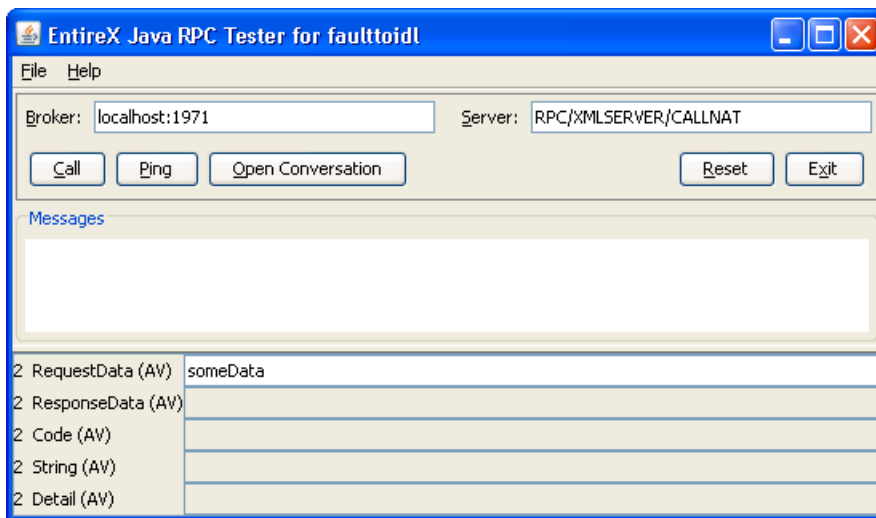 EntireX Java RPC Tester for faulttoidl
File Help
Broker: localhost:1971 Server: RPC/XMLSERVER/CALLNAT
Call Ping Open Conversation Reset Exit
Messages
2 RequestData (AV) someData
2 ResponseData (AV)
2 Code (AV)
2 String (AV)
2 Detail (AV)